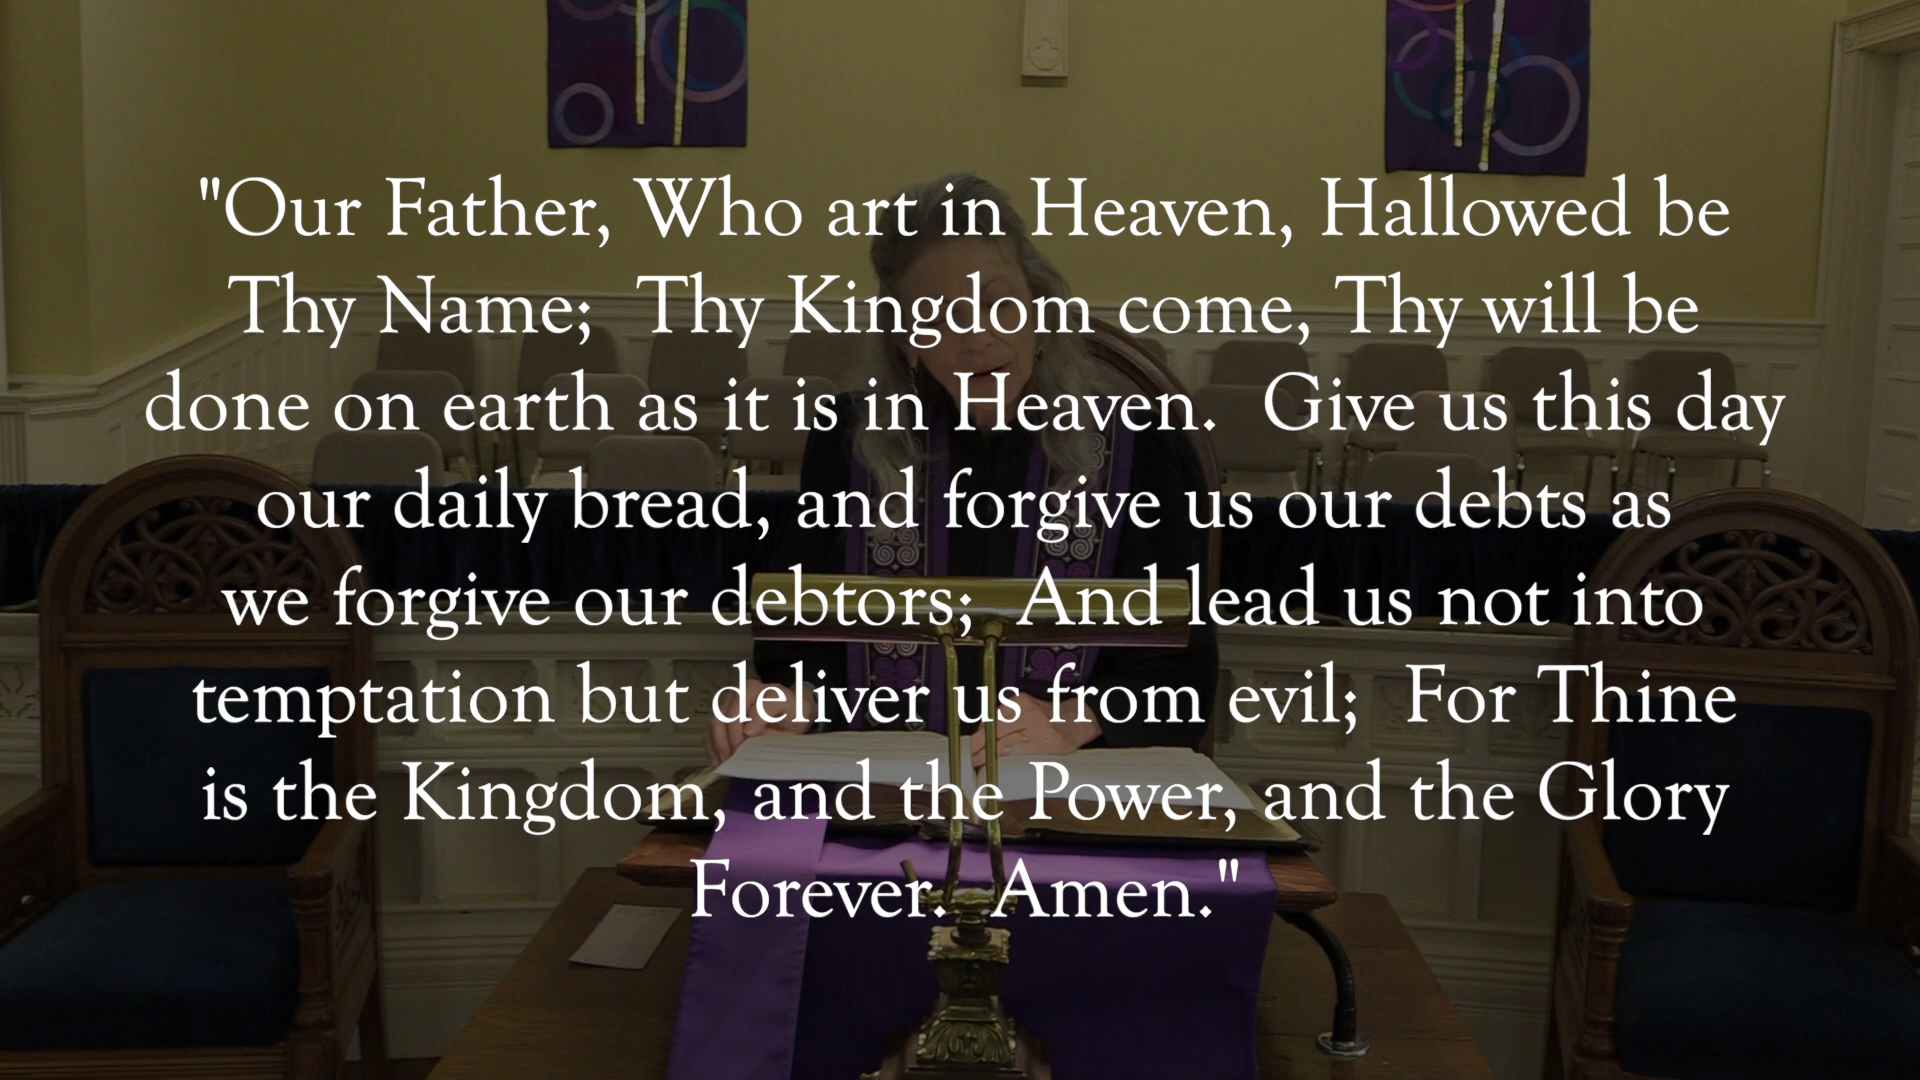 "Our Father, Who art in Heaven, Hallowed be
Thy Name;  Thy Kingdom come, Thy will be
done on earth as it is in Heaven.  Give us this day
our daily bread, and forgive us our debts as
we forgive our debtors;  And lead us not into
temptation but deliver us from evil;  For Thine
is the Kingdom, and the Power, and the Glory
Forever.  Amen."